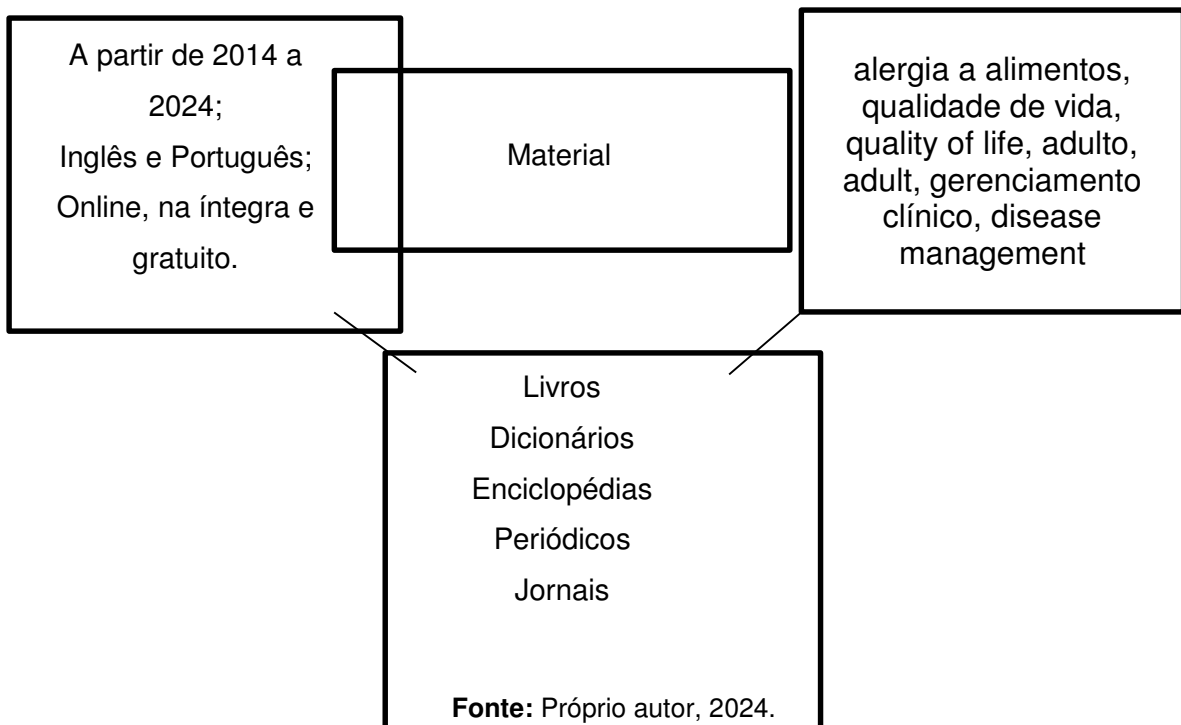 A partir de 2014 a
2024;
Inglês e Português;
Online, na íntegra e
gratuito.
Material
alergia a alimentos,
qualidade de vida,
quality of life, adulto,
adult, gerenciamento
clínico, disease
management
Livros
Dicionários
Enciclopédias
Periódicos
Jornais
Fonte: Próprio autor, 2024.